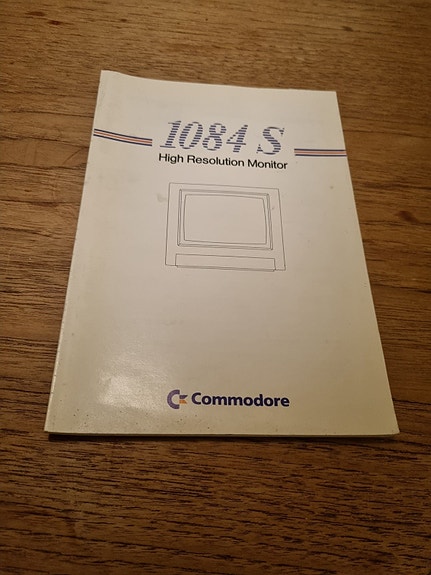 1084 S
High Resolution Monitor
Commodore